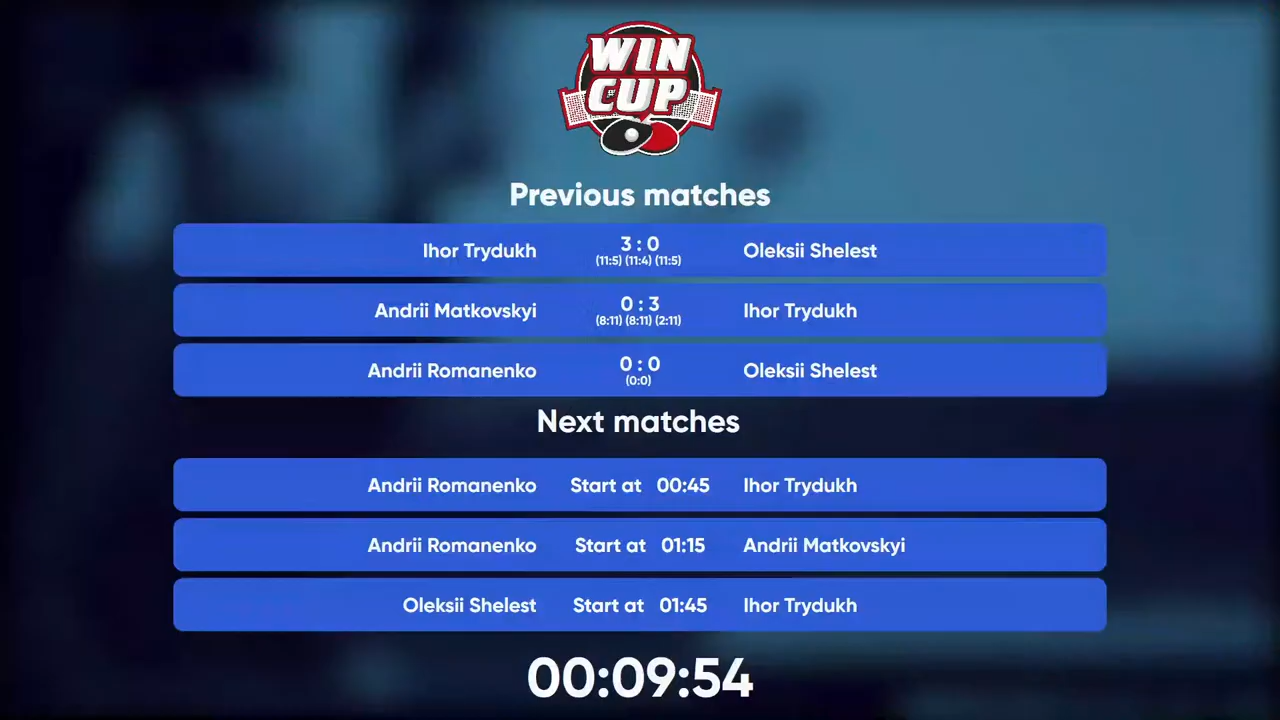 WIN
CUP
Previous matches
Ihor Trydukh 3 : 0 Oleksii Shelest
(11:5) (11:4) (11:5)
Andrii Matkovskyi 0 : 3 Ihor Trydukh
(8:11) (8:11) (2:11)
Andrii Romanenko 0 : 0 Oleksii Shelest
(0:0)
Next matches
Andrii Romanenko Start at 00:45 Ihor Trydukh
Andrii Romanenko Start at 01:15 Andrii Matkovskyi
Oleksii Shelest Start at 01:45 Ihor Trydukh
00:09:54